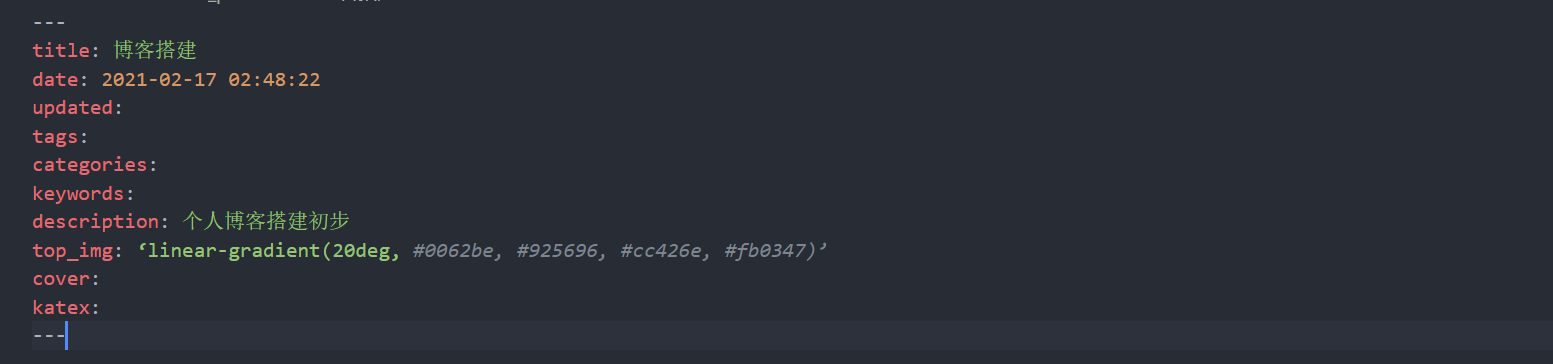 ---
title: 博客搭建
date: 2021-02-17 02:48:22
updated:
tags:
categories:
keywords:
description: 个人博客搭建初步
top_img: ‘linear-gradient(20deg, #0062be, #925696, #cc426e, #fb0347)’
cover:
katex:
---